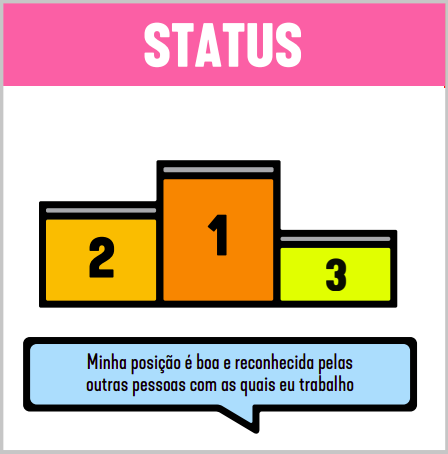 STATUS
2 1 3
Minha posição é boa e reconhecida pelas
outras pessoas com as quais eu trabalho